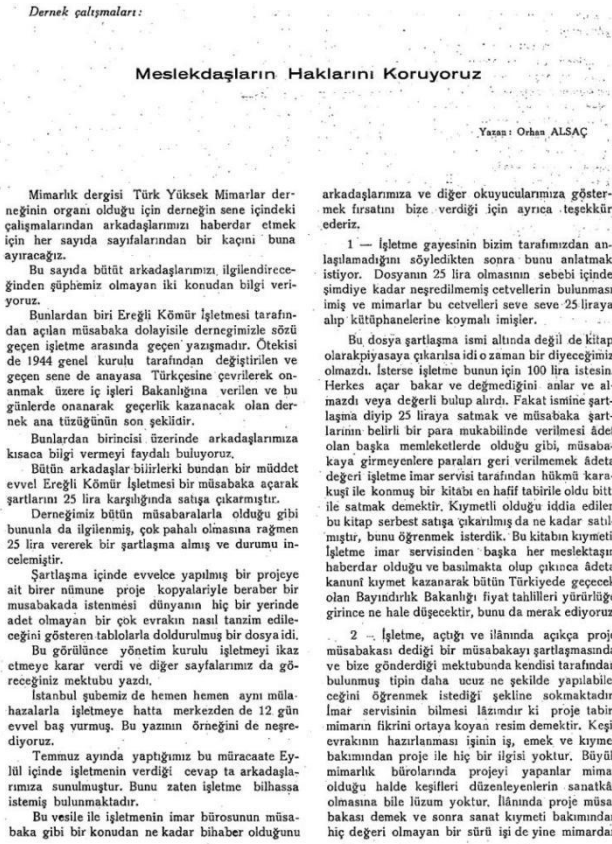 Dernek çalışmaları:
Meslekdaşların Haklarını Koruyoruz
Yazan: Orhan ALSAÇ
Mimarlık dergisi Türk Yüksek Mimarlar der-
neğinin organı olduğu için derneğin sene içindeki
çalışmalarından arkadaşlarımızı haberdar etmek
için her sayıda sayıfalarından bir kaçını buna
ayıracağız.
Bu sayıda bütüt arkadaşlarımızı ilgilendirece-
ğinden şüphemiz olmayan iki konudan bilgi veri-
yoruz.
Bunlardan biri Ereğli Kömür İşletmesi tarafın-
dan açılan müsabaka dolayisile dernegimizle sözü
geçen işletme arasında geçen yazışmadır. Ötekisi
de 1944 genel kurulu tarafından değiştirilen ve
geçen sene de anayasa Türkçesine çevrilerek on-
anmak üzere iç işleri Bakanlığına verilen ve bu
günlerde onanarak geçerlik kazanacak olan der-
nek ana tüzüğünün son şeklidir.
Bunlardan birincisi üzerinde arkadaşlarımıza
kısaca bilgi vermeyi faydalı buluyoruz.
Bütün arkadaşlar bilirlerki bundan bir müddet
evvel Ereğli Kömür İşletmesi bir müsabaka açarak
şartlarını 25 lira karşılığında satışa çıkarmıştır.
Derneğimiz bütün müsabaralarla olduğu gibi
bununla da ilgilenmiş, çok pahalı olmasına rağmen
25 lira vererek bir şartlaşma almış ve durumu in-
celemiştir.
Şartlaşma içinde evvelce yapılmış bir projeye
ait birer nümune proje kopyalariyle beraber bir
musabakada istenmesi dünyanın hiç bir yerinde
adet olmayan bir çok evrakın nasıl tanzim edile-
ceğini gösteren tablolarla doldurulmuş bir dosya idi.
Bu görülünce yönetim kurulu işletmeyi ikaz
etmeye karar verdi ve diğer sayfalarımız da gö-
receğiniz mektubu yazdı.
İstanbul şubemiz de hemen hemen aynı müla-
hazalarla işletmeye hatta merkezden de 12 gün
evvel baş vurmuş. Bu yazının örneğini de neşre-
diyoruz.
Temmuz ayında yaptığımız bu müracaate Ey-
lül içinde işletmenin verdiği cevap ta arkadaşla-
rımıza sunulmuştur. Bunu zaten işletme bilhassa
istemiş bulunmaktadır.
Bu vesile ile işletmenin imar bürosunun müsa-
baka gibi bir konudan ne kadar bihaber olduğunu
arkadaşlarımıza ve diğer okuyucularımıza göster-
mek fırsatını bize verdiği için ayrıca teşekkür
ederiz.
1 — İşletme gayesinin bizim tarafımızdan an-
laşılamadığını söyledikten sonra bunu anlatmak
istiyor. Dosyanın 25 lira olmasının sebebi içinde
şimdiye kadar neşredilmemiş cetvellerin bulunması
imiş ve mimarlar bu cetvelleri seve seve 25 liraya
alıp kütüphanelerine koymalı imişler.
Bu dosya şartlaşma ismi altında değil de kitap
olarakpiyasaya çıkarılsa idi o zaman bir diyeceğimiz
olmazdı. İsterse işletme bunun için 100 lira istesin
Herkes açar bakar ve değmediğini anlar ve al-
mazdı veya değerli bulup alırdı. Fakat ismine şart-
laşma diyip 25 liraya satmak ve müsabaka şart-
larının belirli bir para mukabilinde verilmesi âdet
olan başka memleketlerde olduğu gibi, müsaba-
kaya girmeyenlere paraları geri verilmemek âdeta
değeri işletme imar servisi tarafından hükmü kara-
kuşi ile konmuş bir kitabı en hafif tabirile oldu bitti
ile satmak demektir. Kıymetli olduğu iddia edilen
bu kitap serbest satışa çıkarılmış da ne kadar satıl-
mıştır, bunu öğrenmek isterdik. Bu kitabın kıymeti
İşletme imar servisinden başka her meslektaşın
haberdar olduğu ve basılmakta olup çıkınca âdeta
kanunî kıymet kazanarak bütün Türkiyede geçecek
olan Bayındırlık Bakanlığı fiyat tahlilleri yürürlüğe
girince ne hale düşecektir, bunu da merak ediyoruz
2 — İşletme, açtığı ve ilânında açıkça proje
müsabakası dediği bir müsabakayı şartlaşmasında
ve bize gönderdiği mektubunda kendisi tarafından
bulunmuş tipin daha ucuz ne şekilde yapılabile
ceğini öğrenmek istediği şekline sokmaktadır
İmar servisinin bilmesi lâzımdır ki proje tabir
mimarın fikrini ortaya koyan resim demektir. Keşi
evrakının hazırlanması işinin iş, emek ve kıymet
bakımından proje ile hiç bir ilgisi yoktur. Büyük
mimarlık bürolarında projeyi yapanlar mimar
olduğu halde keşifleri düzenleyenlerin sanatkâ
olmasına bile lüzum yoktur. İlânında proje müsa
bakası demek ve sonra sanat kıymeti bakımından
hiç değeri olmayan bir sürü işi de yine mimardan